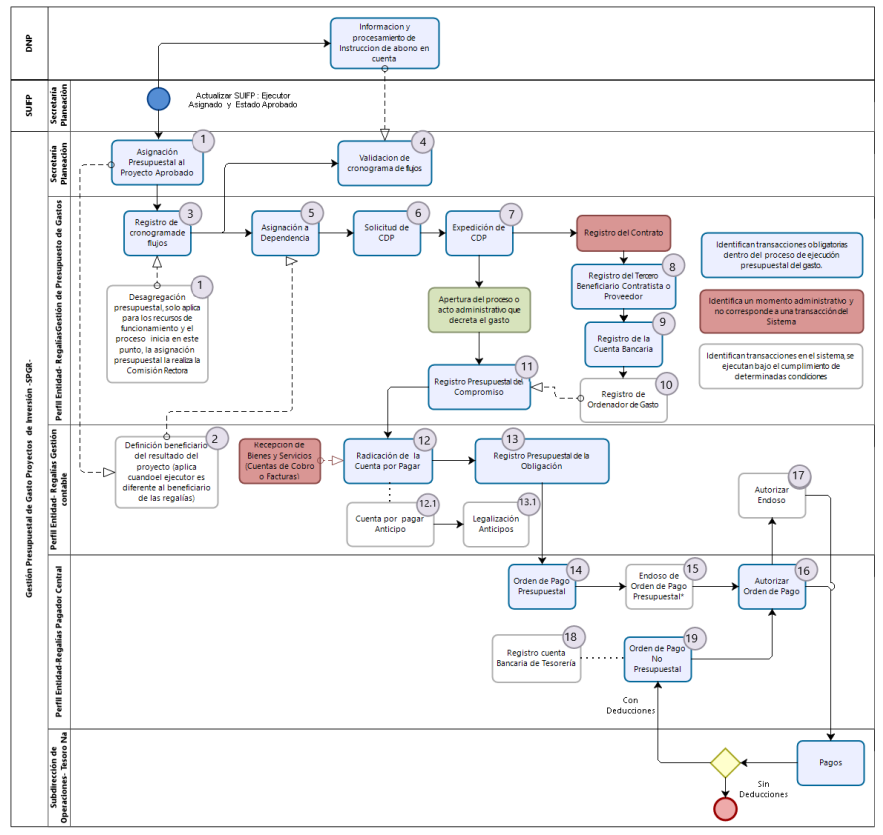 DNP
Informacion y
procesamiento de
Instruccion de abono en
cuenta
SUIFP
Secretaría
Planeación
Actualizar SUIFP : Ejecutor
Asignado y Estado Aprobado
Gestión Presupuestal de Gasto Proyectos de Inversión -SPGR-
Secretaría
Planeación
1
Asignación
Presupuestal al
Proyecto Aprobado
4
Validacion de
cronograma de flujos
Perfil Entidad- RegalíasGestión de Presupuesto de Gastos
3
Registro de
cronogramade
flujos
5
Asignación a
Dependencia
6
Solicitud de
CDP
7
Expedición de
CDP
Registro del Contrato
Identifican transacciones obligatorias
dentro del proceso de ejecución
presupuestal del gasto.
8
Registro del Tercero
Beneficiario Contratista o
Proveedor
1
Desagregación
presupuestal, solo aplica
para los recursos de
funcionamiento y el
proceso inicia en este
punto, la asignación
presupuestal la realiza la
Comisión Rectora
Apertura del proceso o
acto administrativo que
decreta el gasto
Identifica un momento administrativo y
no corresponde a una transacción del
Sistema
9
Registro de la
Cuenta Bancaria
Identifican transacciones en el sistema, se
ejecutan bajo el cumplimiento de
determinadas condiciones
11
Registro Presupuestal del
Compromiso
10
Registro de
Ordenador de Gasto
Perfil Entidad- Regalías Gestión
contable
2
Definición beneficiario
del resultado del
proyecto (aplica
cuandoel ejecutor es
diferente al beneficiario
de las regalías)
Recepción de
Bienes y Servicios
(Cuentas de Cobro
o Facturas)
12
Radicación de la
Cuenta por Pagar
13
Registro Presupuestal de la
Obligación
12.1
Cuenta por pagar
Anticipo
13.1
Legalización
Anticipos
17
Autorizar
Endoso
Perfil Entidad-Regalías Pagador Central
14
Orden de Pago
Presupuestal
15
Endoso de
Orden de Pago
Presupuestal*
16
Autorizar
Orden de Pago
18
Registro cuenta
Bancaria de Tesorería
19
Orden de Pago
No
Presupuestal
Con
Deducciones
Subdirección de
Operaciones- Tesoro Na
Pagos
Sin
Deducciones